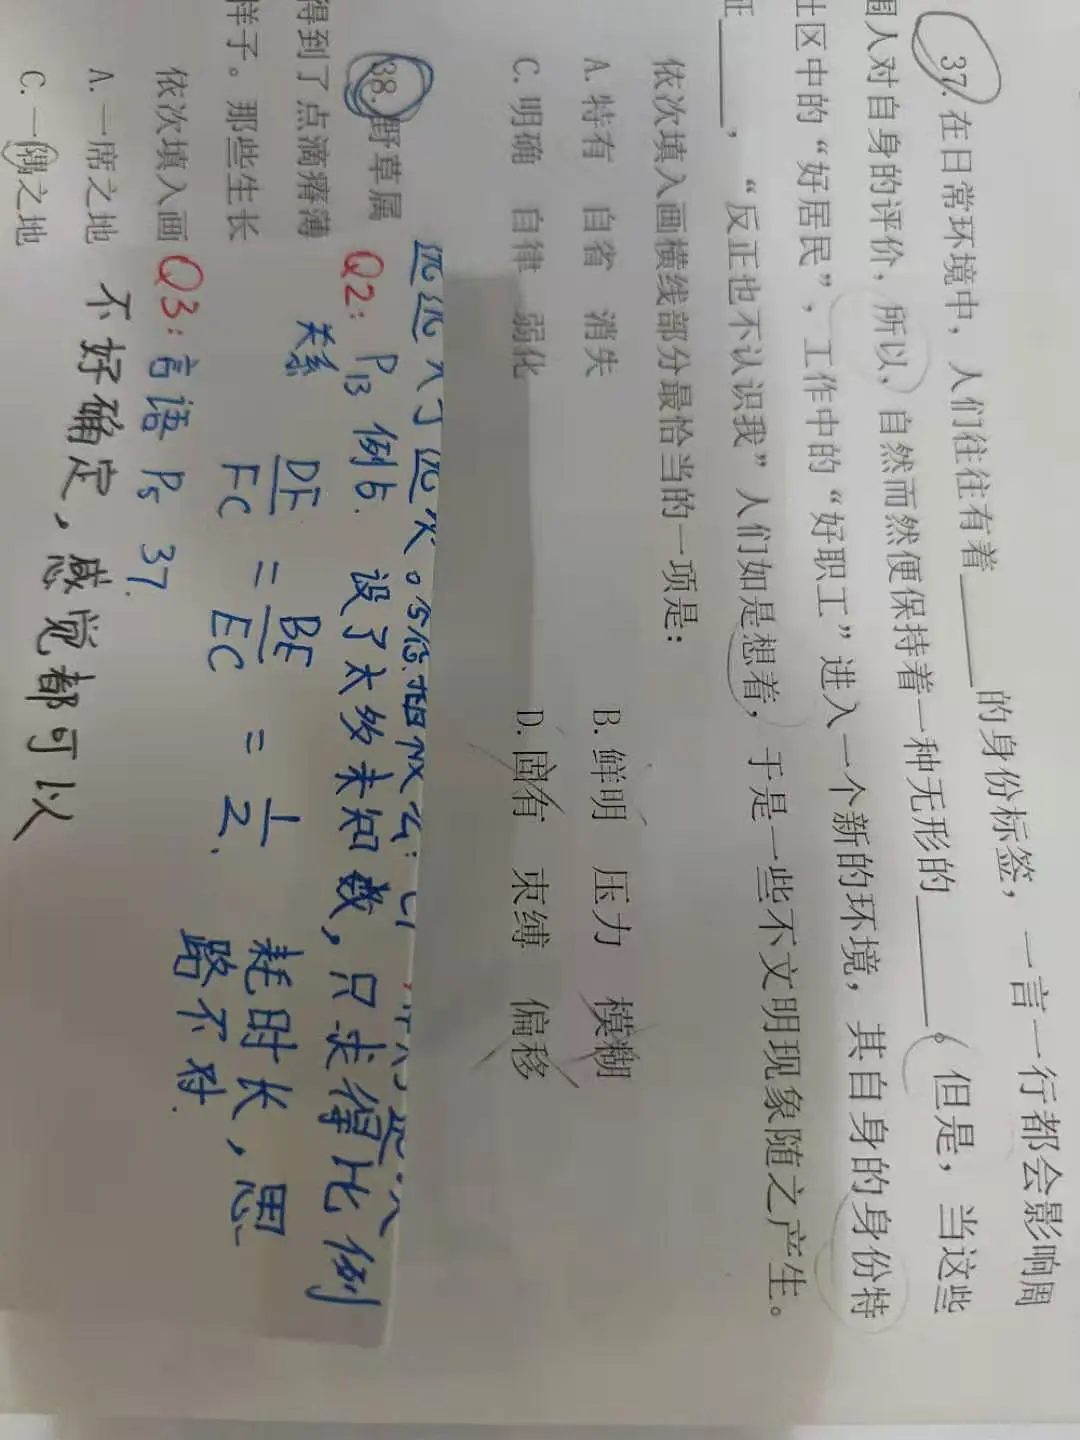 37. 在日常环境中，人们往往有着______的身份标签，一言一行都会影响周
围人对自身的评价，所以，自然而然便保持着一种无形的______。但是，当这些
社区中的“好居民”，工作中的“好职工”进入一个新的环境，其自身的身份特
征______，“反正也不认识我”人们如是想着，于是一些不文明现象随之产生。
依次填入画横线部分最恰当的一项是：
A. 特有 自省 消失
B. 鲜明 压力 模糊
C. 明确 自律 弱化
D. 固有 束缚 偏移
38. 野草属
得到了点滴瘠薄
样子。那些生长
依次填入画
A. 一席之地
C. 一隅之地
Q2: P13 例6. 设了太多未知数，只求得比例
关系 DF/FC = BE/EC = 1/2. 耗时长，思
路不对.
Q3: 言语 P5 37.
不好确定，感觉都可以